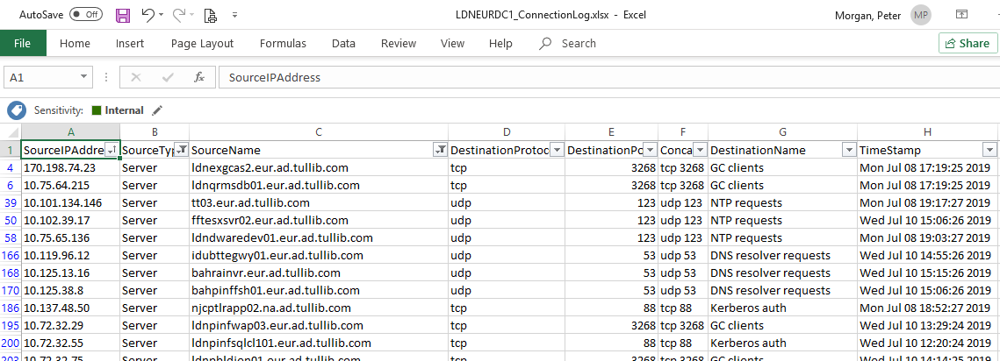 AutoSave Off LDNEURDC1_ConnectionLog.xlsx - Excel Morgan, Peter MP
File Home Insert Page Layout Formulas Data Review View Help Search Share
A1 fx SourceIPAddress
Sensitivity: Internal
A B C D E F G H
1 SourceIPAddre SourceTyp SourceName DestinationProtoc DestinationPo Conca DestinationName TimeStamp
4 170.198.74.23 Server ldnexgcas2.eur.ad.tullib.com tcp 3268 tcp 3268 GC clients Mon Jul 08 17:19:25 2019
6 10.75.64.215 Server ldnqrmsdb01.eur.ad.tullib.com tcp 3268 tcp 3268 GC clients Mon Jul 08 17:19:25 2019
39 10.101.134.146 Server tt03.eur.ad.tullib.com udp 123 udp 123 NTP requests Mon Jul 08 19:17:27 2019
50 10.102.39.17 Server fftesxsvr02.eur.ad.tullib.com udp 123 udp 123 NTP requests Wed Jul 10 15:06:26 2019
58 10.75.65.136 Server ldndwaredev01.eur.ad.tullib.com udp 123 udp 123 NTP requests Mon Jul 08 19:03:27 2019
166 10.119.96.12 Server idubttegwy01.eur.ad.tullib.com udp 53 udp 53 DNS resolver requests Wed Jul 10 14:55:26 2019
168 10.125.13.16 Server bahrainvr.eur.ad.tullib.com udp 53 udp 53 DNS resolver requests Wed Jul 10 15:15:26 2019
170 10.125.38.8 Server bahpinffsh01.eur.ad.tullib.com udp 53 udp 53 DNS resolver requests Wed Jul 10 15:06:26 2019
186 10.137.48.50 Server njcptlrapp02.na.ad.tullib.com tcp 88 tcp 88 Kerberos auth Mon Jul 08 18:52:27 2019
195 10.72.32.29 Server ldnpinfwap03.eur.ad.tullib.com tcp 3268 tcp 3268 GC clients Wed Jul 10 13:29:24 2019
200 10.72.32.55 Server ldnpinfsqlcl101.eur.ad.tullib.com tcp 88 tcp 88 Kerberos auth Wed Jul 10 12:20:24 2019
203 10.72.32.75 Server tcp 3268 tcp 3268 GC clients Wed Jul 10 14:14:25 2019